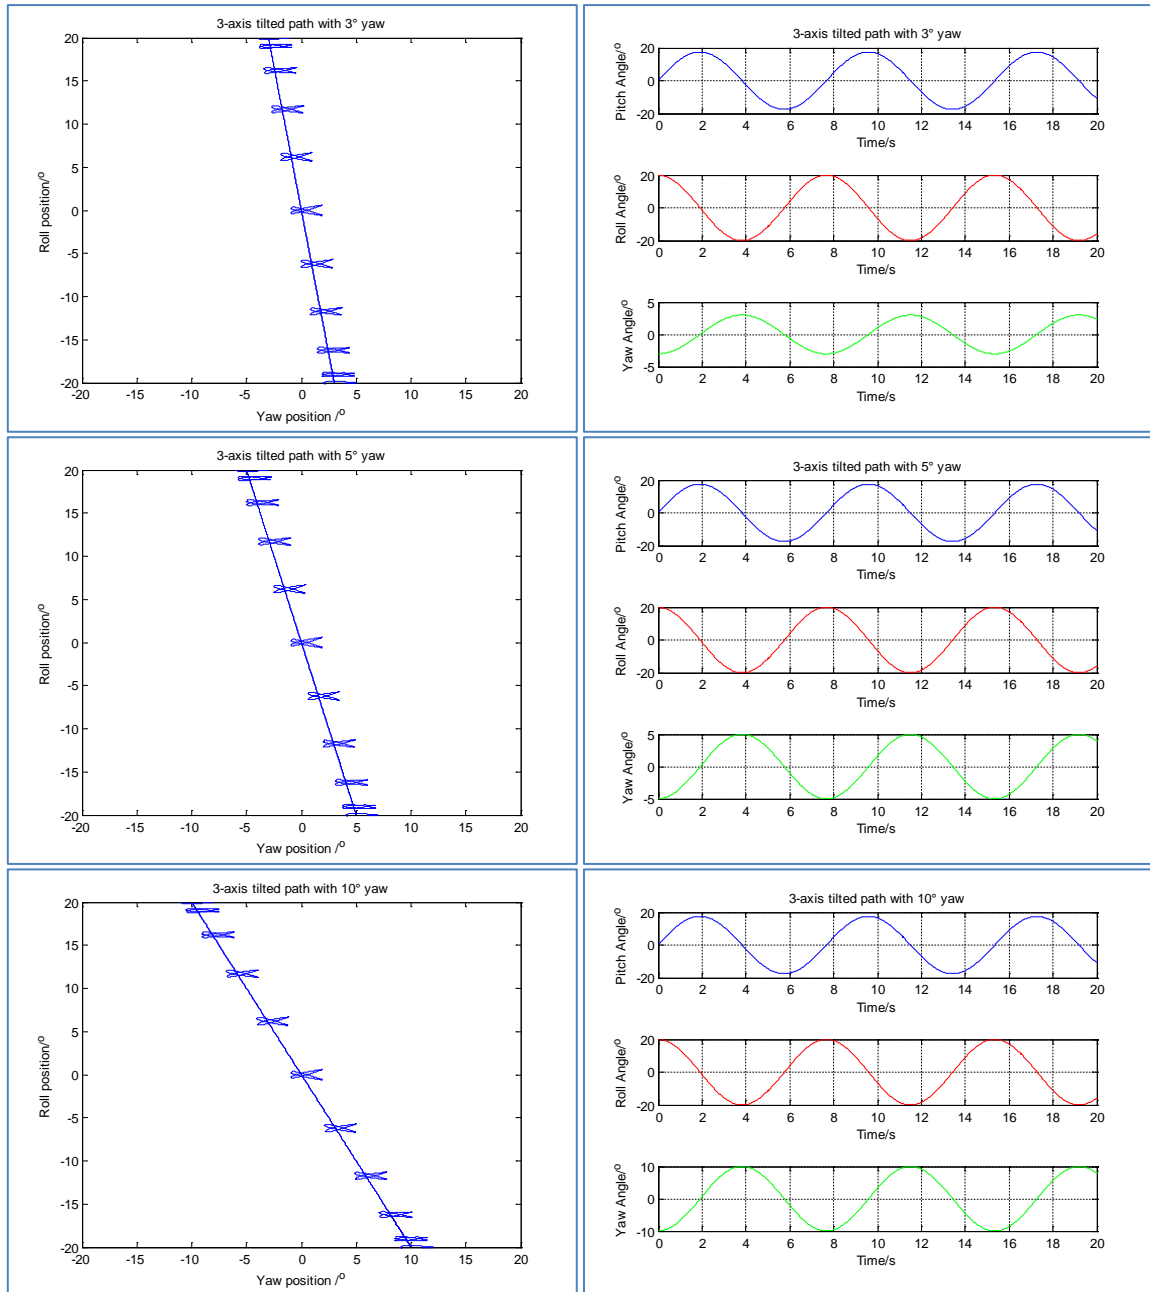 3-axis tilted path with 3° yaw
20
15
10
5
0
-5
-10
-15
-20
Roll position/o
-20 -15 -10 -5 0 5 10 15 20
Yaw position /o
3-axis tilted path with 3° yaw
20
0
-20
Pitch Angle/o
0 2 4 6 8 10 12 14 16 18 20
Time/s
20
0
-20
Roll Angle/o
0 2 4 6 8 10 12 14 16 18 20
Time/s
5
0
-5
Yaw Angle/o
0 2 4 6 8 10 12 14 16 18 20
Time/s
3-axis tilted path with 5° yaw
20
15
10
5
0
-5
-10
-15
-20
Roll position/o
-20 -15 -10 -5 0 5 10 15 20
Yaw position /o
3-axis tilted path with 5° yaw
20
0
-20
Pitch Angle/o
0 2 4 6 8 10 12 14 16 18 20
Time/s
20
0
-20
Roll Angle/o
0 2 4 6 8 10 12 14 16 18 20
Time/s
5
0
-5
Yaw Angle/o
0 2 4 6 8 10 12 14 16 18 20
Time/s
3-axis tilted path with 10° yaw
20
15
10
5
0
-5
-10
-15
-20
Roll position/o
-20 -15 -10 -5 0 5 10 15 20
Yaw position /o
3-axis tilted path with 10° yaw
20
0
-20
Pitch Angle/o
0 2 4 6 8 10 12 14 16 18 20
Time/s
20
0
-20
Roll Angle/o
0 2 4 6 8 10 12 14 16 18 20
Time/s
10
0
-10
Yaw Angle/o
0 2 4 6 8 10 12 14 16 18 20
Time/s